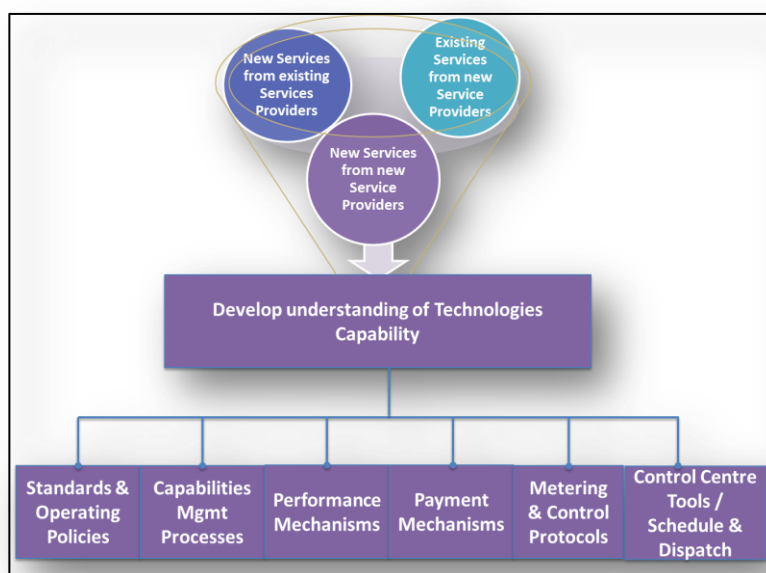 New Services
from existing
Services
Providers
Existing
Services
from new
Service
Providers
New Services
from new
Service
Providers
Develop understanding of Technologies
Capability
Standards &
Operating
Policies
Capabilities
Mgmt
Processes
Performance
Mechanisms
Payment
Mechanisms
Metering
& Control
Protocols
Control Centre
Tools /
Schedule &
Dispatch